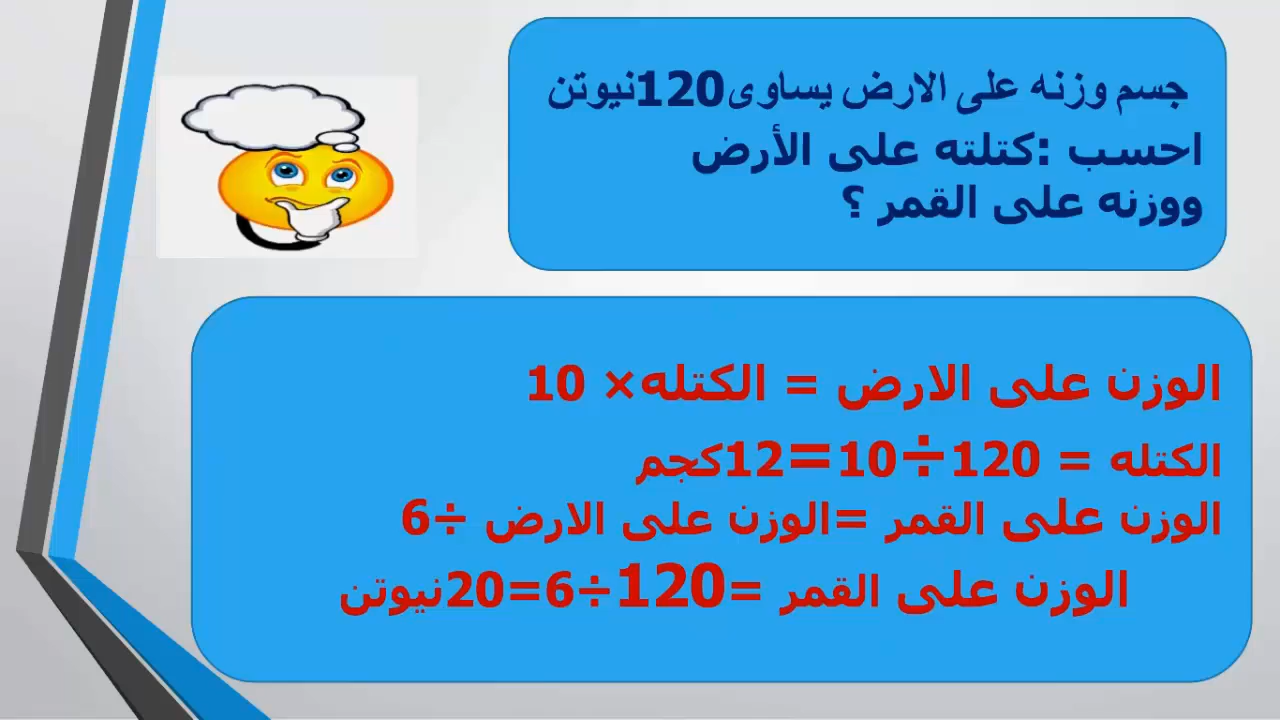 جسم وزنه على الارض يساوى120نيوتن
احسب :كتلته على الأرض
ووزنه على القمر ؟
الوزن على الارض = الكتله× 10
الكتله = 120÷10=12كجم
الوزن على القمر =الوزن على الارض ÷6
الوزن على القمر =120÷6=20نيوتن